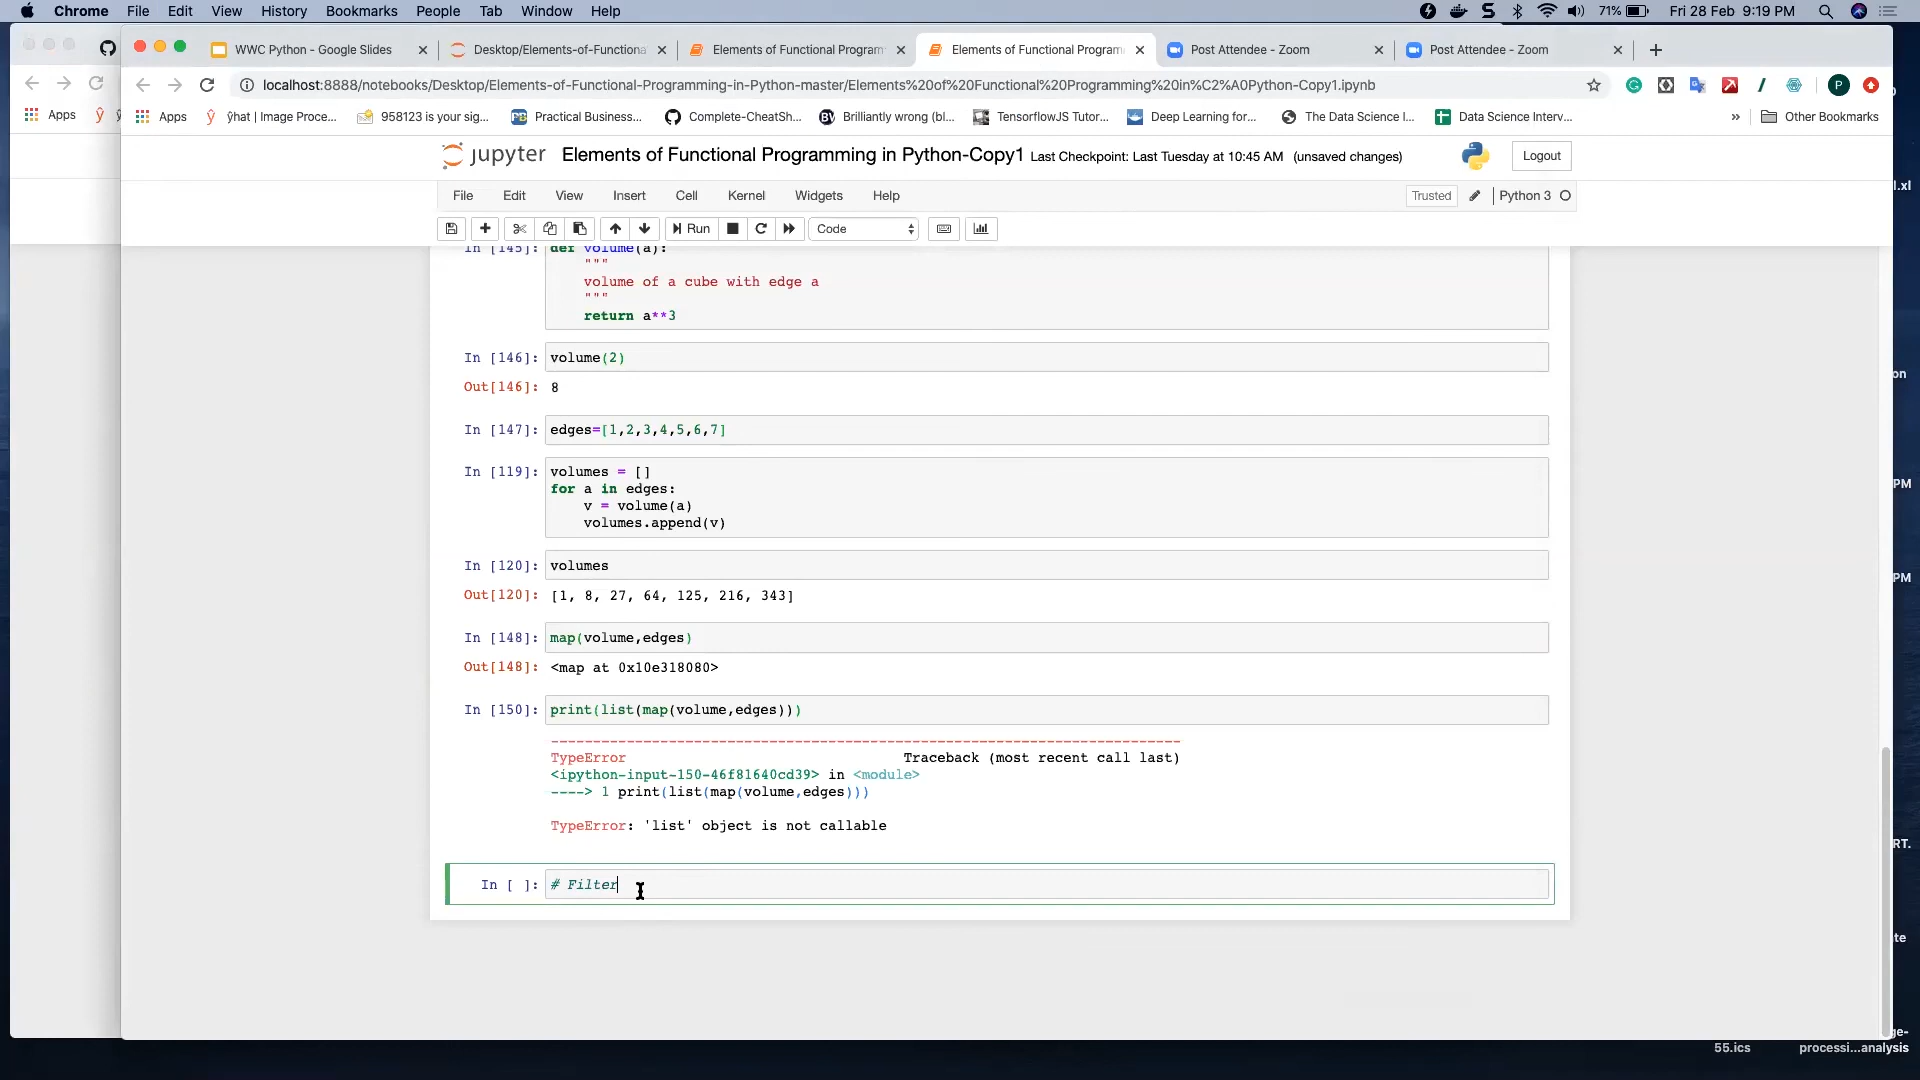 Chrome File Edit View History Bookmarks People Tab Window Help 71% Fri 28 Feb 9:19 PM
WWC Python - Google Slides Desktop/Elements-of-Functiona Elements of Functional Program Elements of Functional Program Post Attendee - Zoom Post Attendee - Zoom
localhost:8888/notebooks/Desktop/Elements-of-Functional-Programming-in-Python-master/Elements%20of%20Functional%20Programming%20in%C2%A0Python-Copy1.ipynb
Apps Apps ŷhat | Image Proce... 958123 is your sig... Practical Business... Complete-CheatSh... Brilliantly wrong (bl... TensorflowJS Tutor... Deep Learning for... The Data Science I... Data Science Interv... » Other Bookmarks
jupyter Elements of Functional Programming in Python-Copy1 Last Checkpoint: Last Tuesday at 10:45 AM (unsaved changes) Logout
File Edit View Insert Cell Kernel Widgets Help Trusted Python 3
Run Code
In [145]: def volume(a):
"""
volume of a cube with edge a
"""
return a**3
In [146]: volume(2)
Out[146]: 8
In [147]: edges=[1,2,3,4,5,6,7]
In [119]: volumes = []
for a in edges:
v = volume(a)
volumes.append(v)
In [120]: volumes
Out[120]: [1, 8, 27, 64, 125, 216, 343]
In [148]: map(volume,edges)
Out[148]: <map at 0x10e318080>
In [150]: print(list(map(volume,edges)))
---------------------------------------------------------------------------
TypeError Traceback (most recent call last)
<ipython-input-150-46f81640cd39> in <module>
----> 1 print(list(map(volume,edges)))
TypeError: 'list' object is not callable
In [ ]: # Filter
55.ics processi...analysis